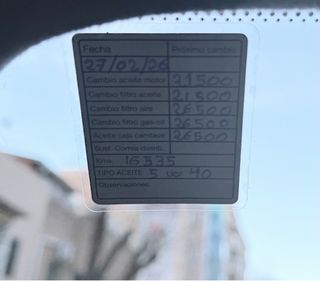 Fecha Próximo cambio
27/02/26
Cambio aceite motor 21500
Cambio filtro aceite 21500
Cambio filtro aire 26500
Cambio filtro gas-oil 26500
Aceite caja cambios 26500
Sust. Correa distrib.
Kms. 16335
TIPO ACEITE 5 W 40
Observaciones: